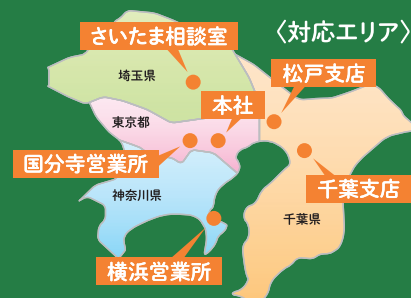 〈対応エリア〉
さいたま相談室
埼玉県
松戸支店
本社
東京都
国分寺営業所
千葉支店
神奈川県
千葉県
横浜営業所